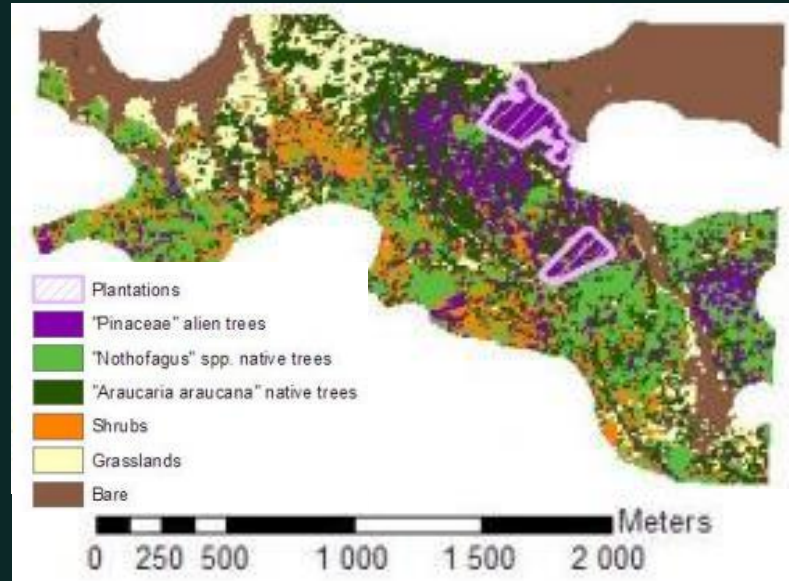 Plantations
"Pinaceae" alien trees
"Nothofagus" spp. native trees
"Araucaria araucana" native trees
Shrubs
Grasslands
Bare
Meters
0 250 500 1 000 1 500 2 000